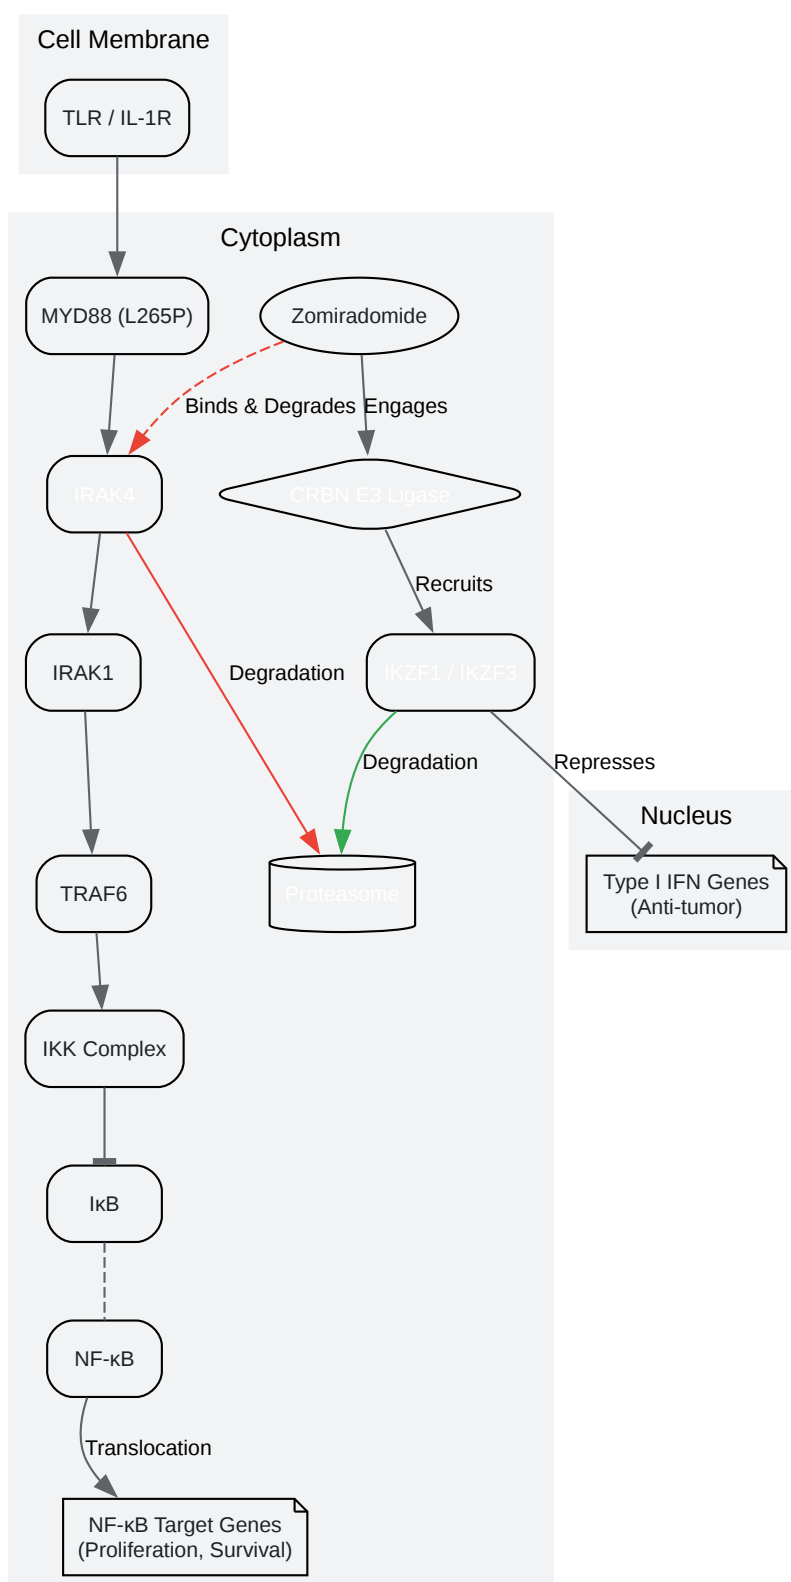 Cell Membrane
TLR / IL-1R
Cytoplasm
MYD88 (L265P)
Zomiradomide
Binds & Degrades
Engages
IRAK4
CRBN E3 Ligase
Recruits
IRAK1
Degradation
IKZF1 / IKZF3
Degradation
Represses
Nucleus
TRAF6
Proteasome
Type I IFN Genes
(Anti-tumor)
IKK Complex
IκB
NF-κB
Translocation
NF-κB Target Genes
(Proliferation, Survival)